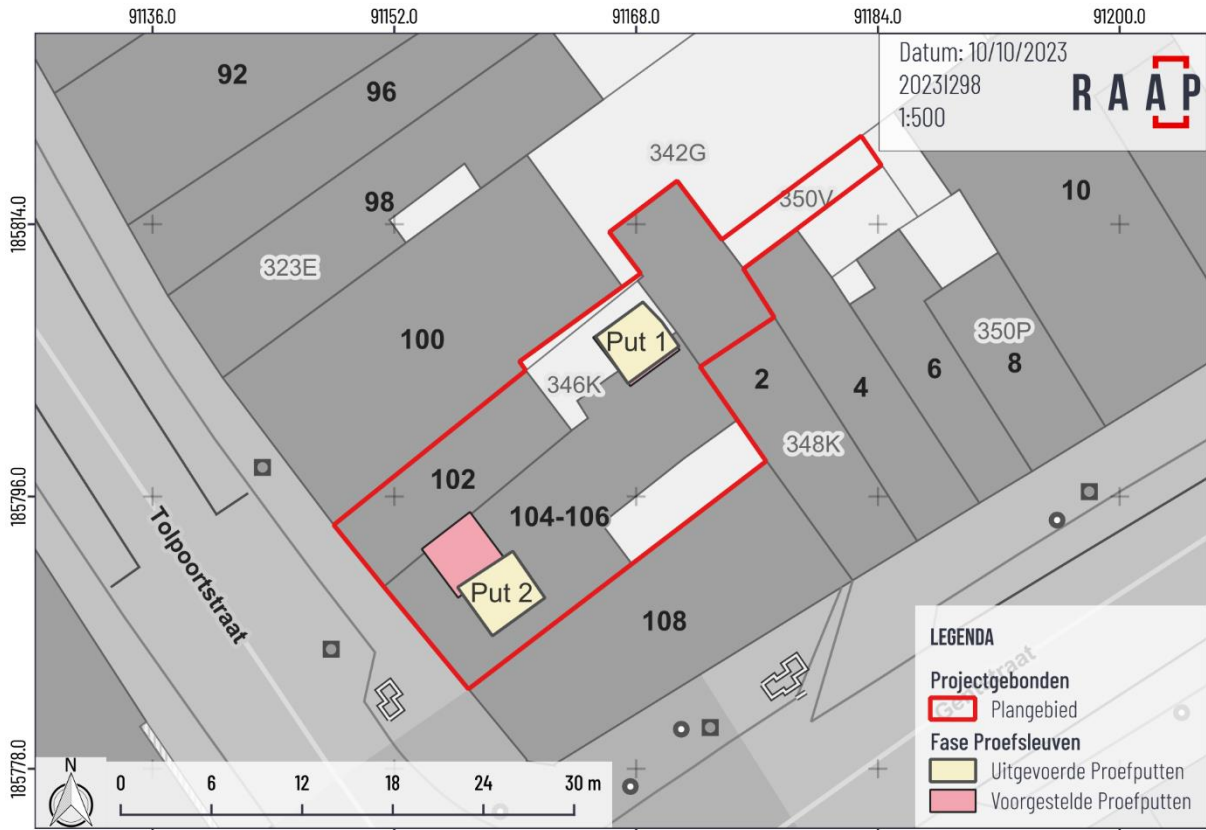 91136.0 91152.0 91168.0 91184.0 91200.0
Datum: 10/10/2023
2023I298
1:500
RAAP
92
96
342G
98
350V
10
185814.0
323E
100
Put 1
350P
346K
2
4
6
8
348K
185796.0
102
104-106
Tolpoortstraat
Put 2
108
LEGENDA
Gentstraat
Projectgebonden
Plangebied
Fase Proefsleuven
Uitgevoerde Proefputten
Voorgestelde Proefputten
185778.0
N
0 6 12 18 24 30 m